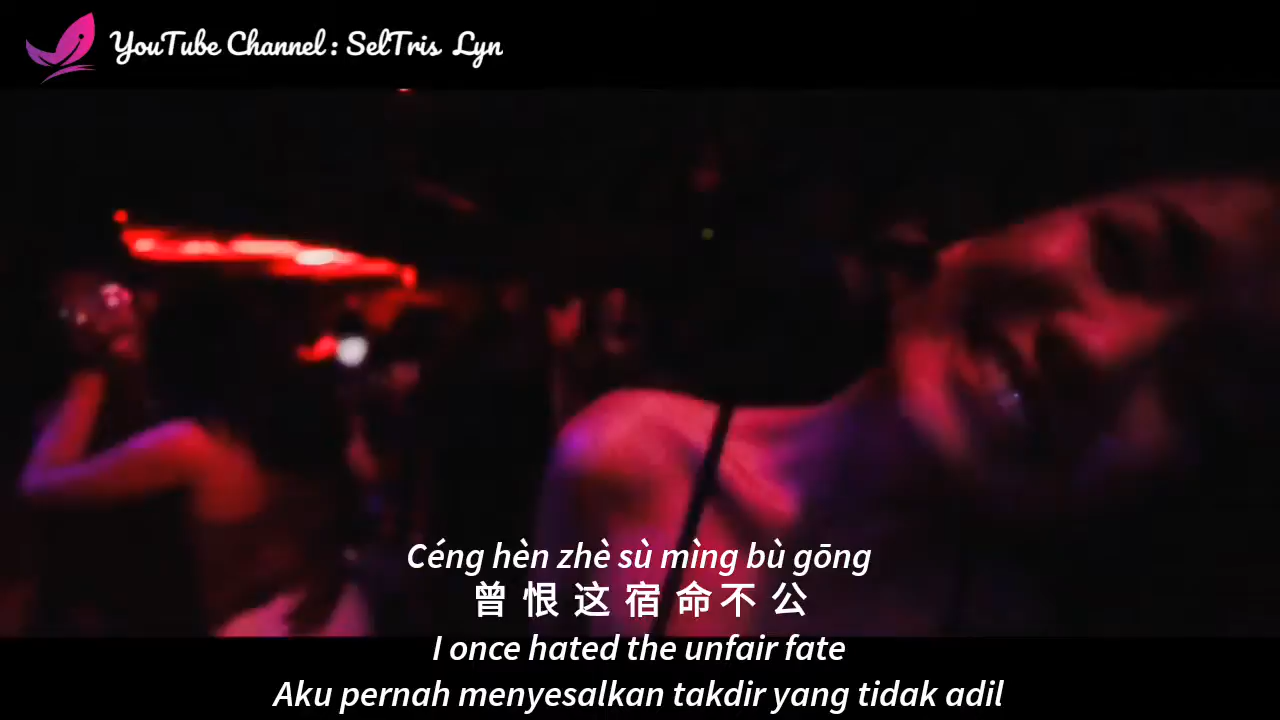 YouTube Channel : SelTris Lyn
Céng hèn zhè sù mìng bù gōng
曾恨这宿命不公
I once hated the unfair fate
Aku pernah menyesalkan takdir yang tidak adil